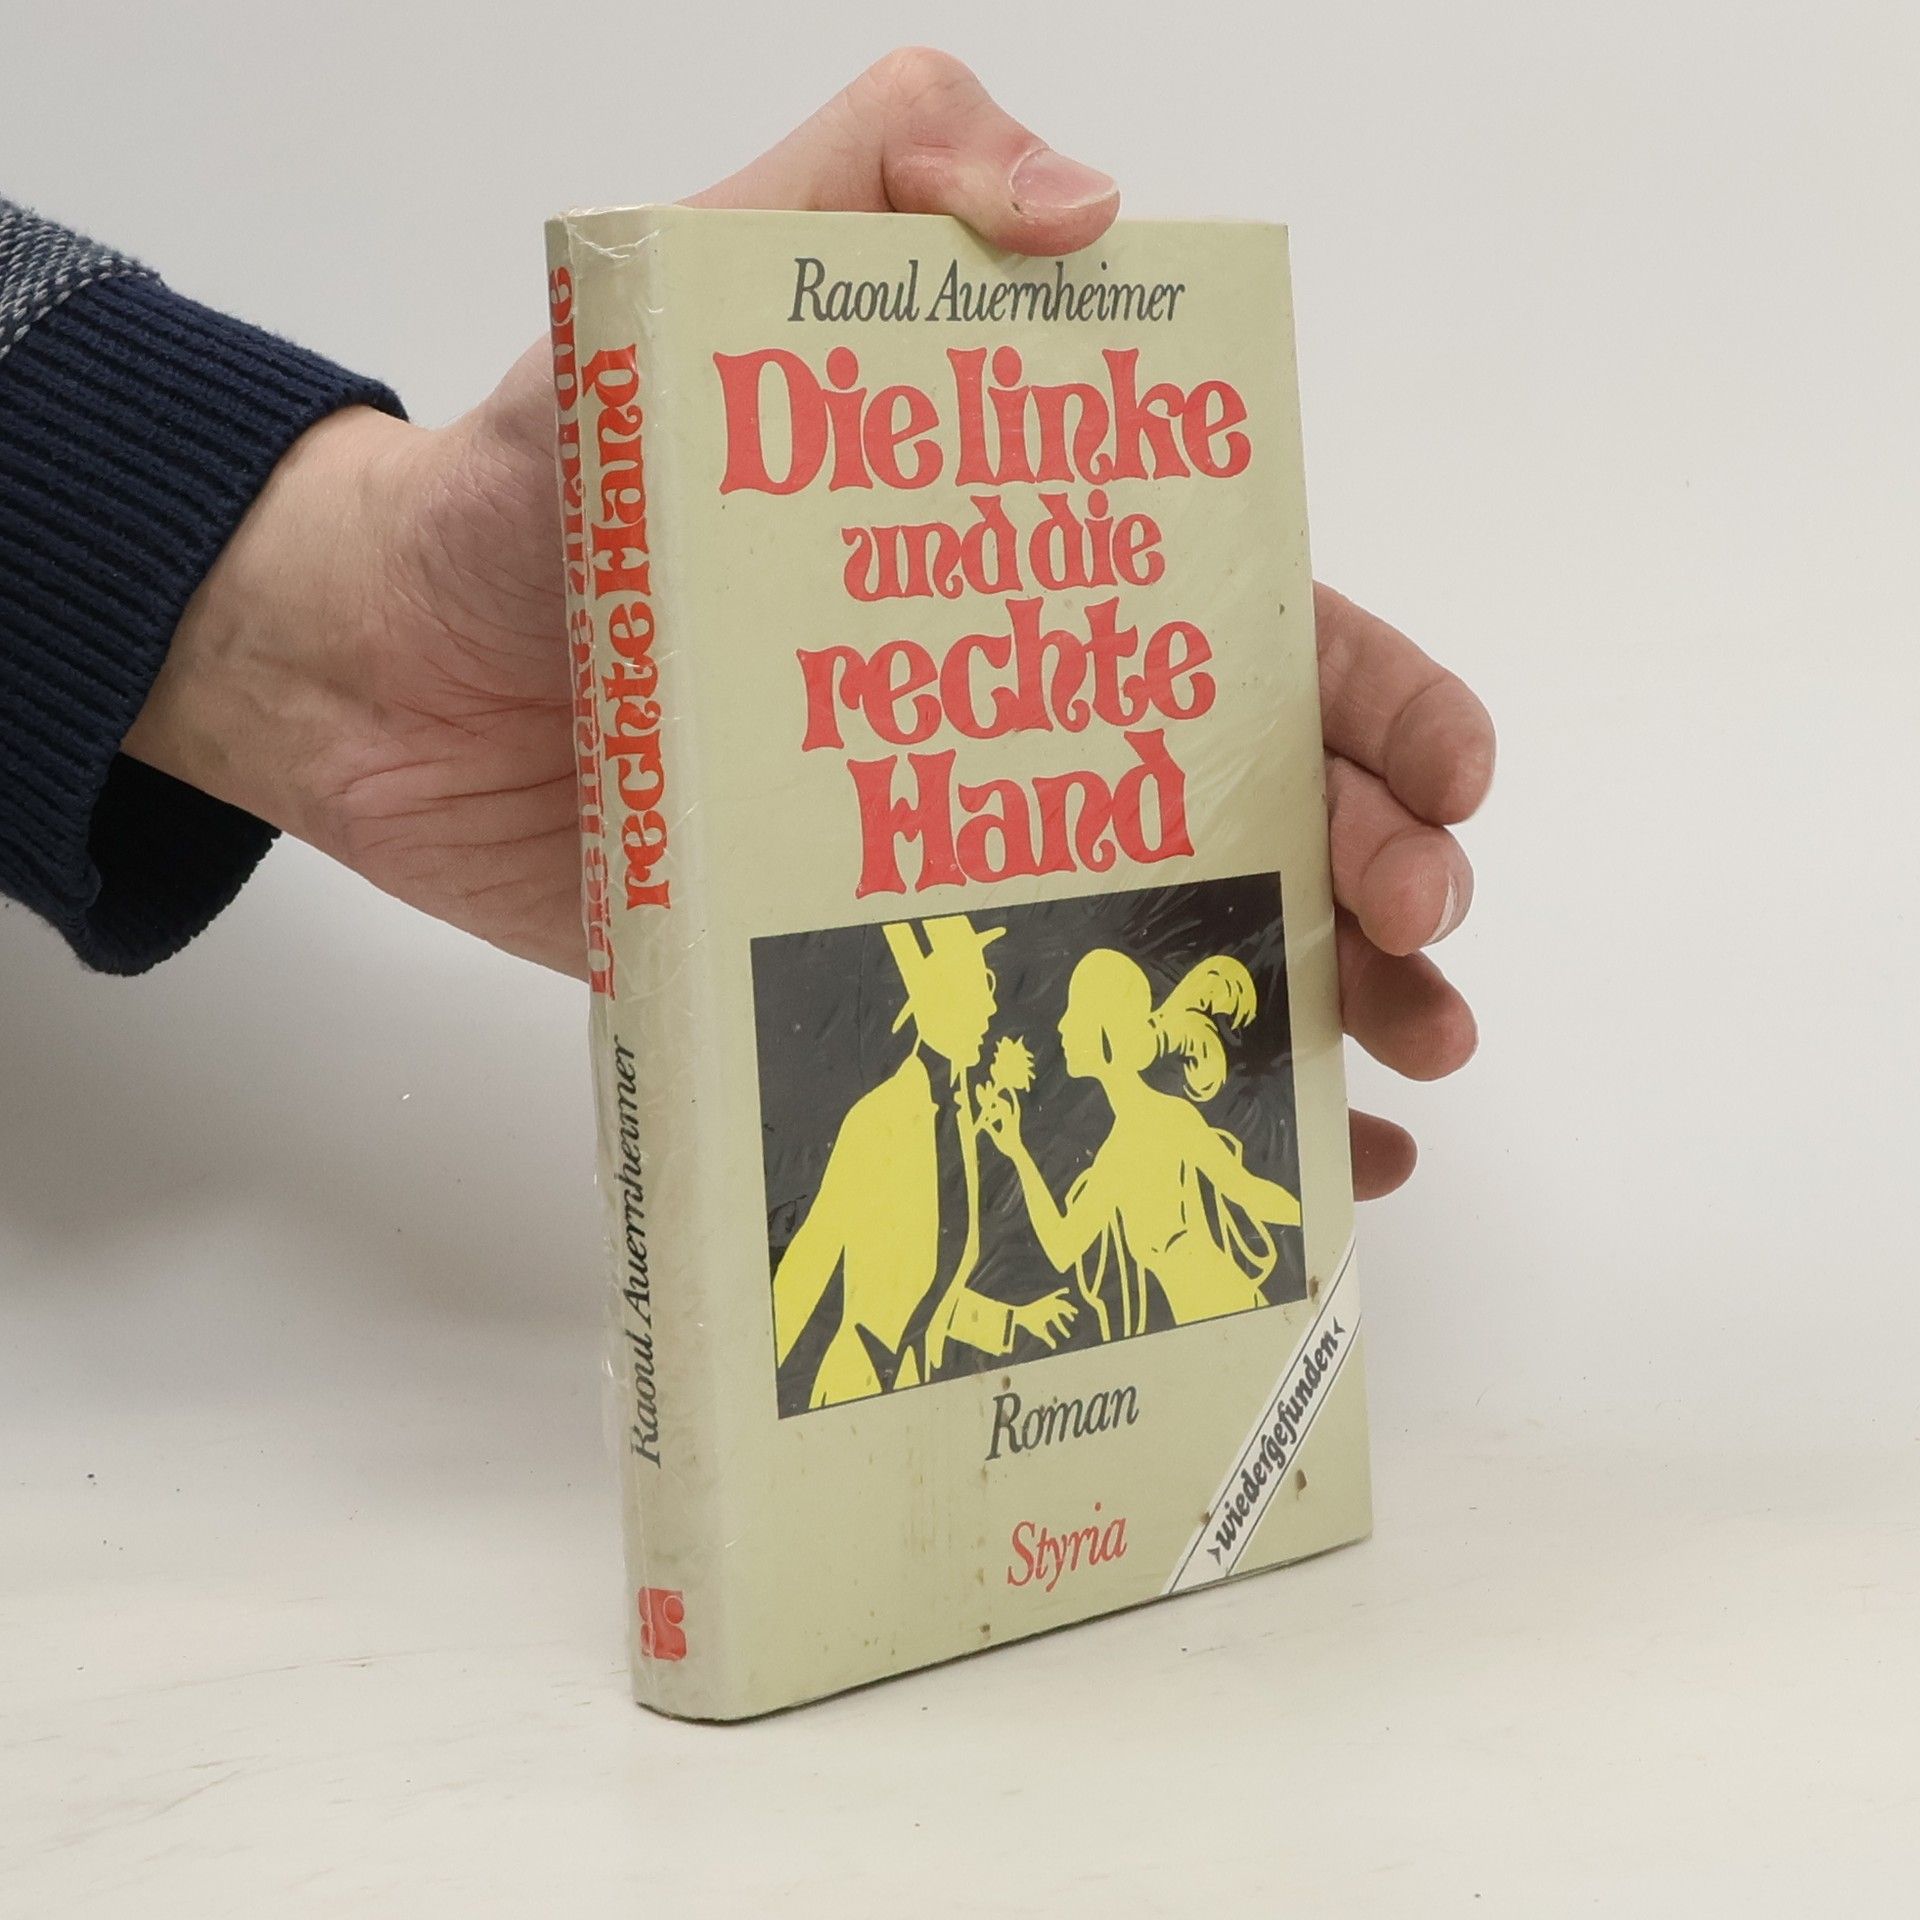 Raoul Auernheimer
Die linke
und die
rechte
Hand
Roman
Styria
›wiedergefunden‹
Die linke und die
rechte Hand
Raoul Auernheimer